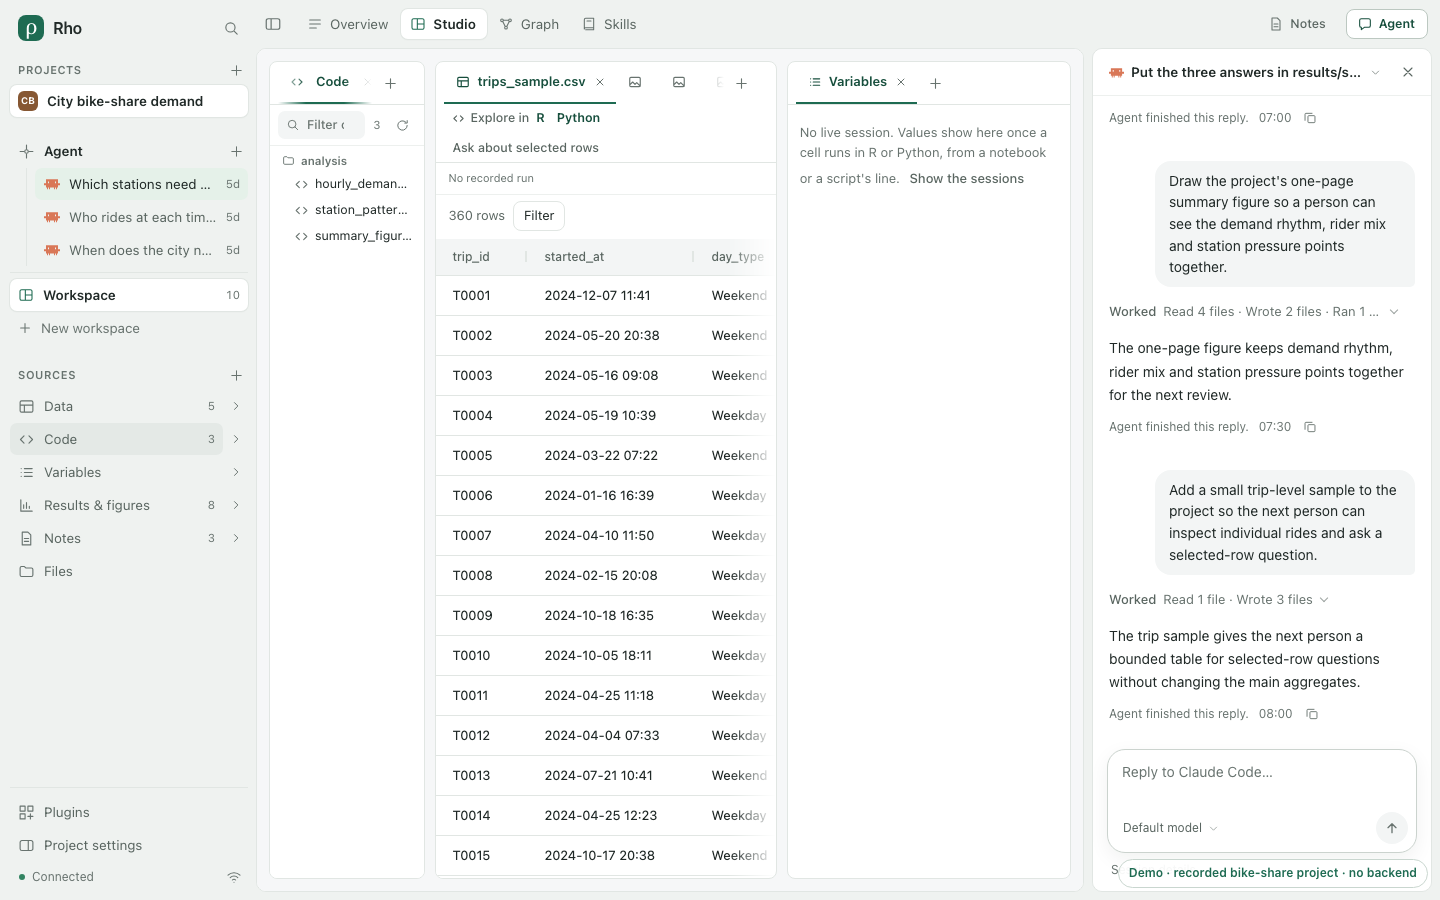 Rho
PROJECTS
CB City bike-share demand
Agent
Which stations need ... 5d
Who rides at each tim... 5d
When does the city n... 5d
Workspace 10
New workspace
SOURCES
Data 5
Code 3
Variables
Results & figures 8
Notes 3
Files
Plugins
Project settings
Connected
Overview
Studio
Graph
Skills
Notes
Agent
Code
Filter 3
analysis
hourly_deman...
station_patter...
summary_figur...
trips_sample.csv
Explore in R Python
Ask about selected rows
No recorded run
360 rows Filter
trip_id started_at day_type
T0001 2024-12-07 11:41 Weekend
T0002 2024-05-20 20:38 Weekend
T0003 2024-05-16 09:08 Weekend
T0004 2024-05-19 10:39 Weekday
T0005 2024-03-22 07:22 Weekend
T0006 2024-01-16 16:39 Weekday
T0007 2024-04-10 11:50 Weekday
T0008 2024-02-15 20:08 Weekday
T0009 2024-10-18 16:35 Weekday
T0010 2024-10-05 18:11 Weekday
T0011 2024-04-25 11:18 Weekday
T0012 2024-04-04 07:33 Weekday
T0013 2024-07-21 10:41 Weekend
T0014 2024-04-25 12:23 Weekday
T0015 2024-10-17 20:38 Weekend
Variables
No live session. Values show here once a
cell runs in R or Python, from a notebook
or a script's line. Show the sessions
Put the three answers in results/s...
Agent finished this reply. 07:00
Draw the project's one-page
summary figure so a person can
see the demand rhythm, rider mix
and station pressure points
together.
Worked Read 4 files · Wrote 2 files · Ran 1 ...
The one-page figure keeps demand rhythm,
rider mix and station pressure points together
for the next review.
Agent finished this reply. 07:30
Add a small trip-level sample to the
project so the next person can
inspect individual rides and ask a
selected-row question.
Worked Read 1 file · Wrote 3 files
The trip sample gives the next person a
bounded table for selected-row questions
without changing the main aggregates.
Agent finished this reply. 08:00
Reply to Claude Code...
Default model
Demo · recorded bike-share project · no backend